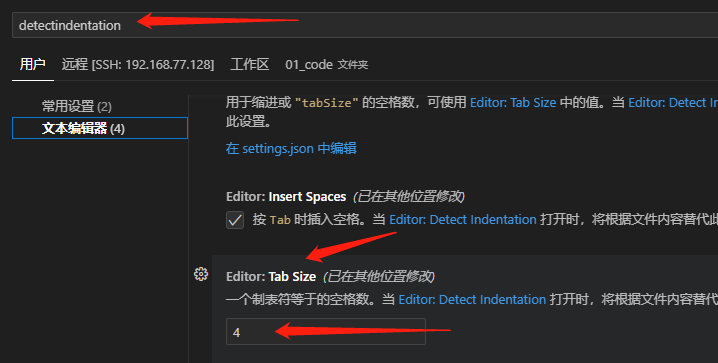 detectindentation
用户 远程 [SSH: 192.168.77.128] 工作区 01_code 文件夹
常用设置 (2)
文本编辑器 (4)
用于缩进或 "tabSize" 的空格数，可使用 Editor: Tab Size 中的值。当 Editor: Detect Indent
此设置。
在 settings.json 中编辑
Editor: Insert Spaces (已在其他位置修改)
按 Tab 时插入空格。当 Editor: Detect Indentation 打开时，将根据文件内容替代此
Editor: Tab Size (已在其他位置修改)
一个制表符等于的空格数。当 Editor: Detect Indentation 打开时，将根据文件内容替代
4